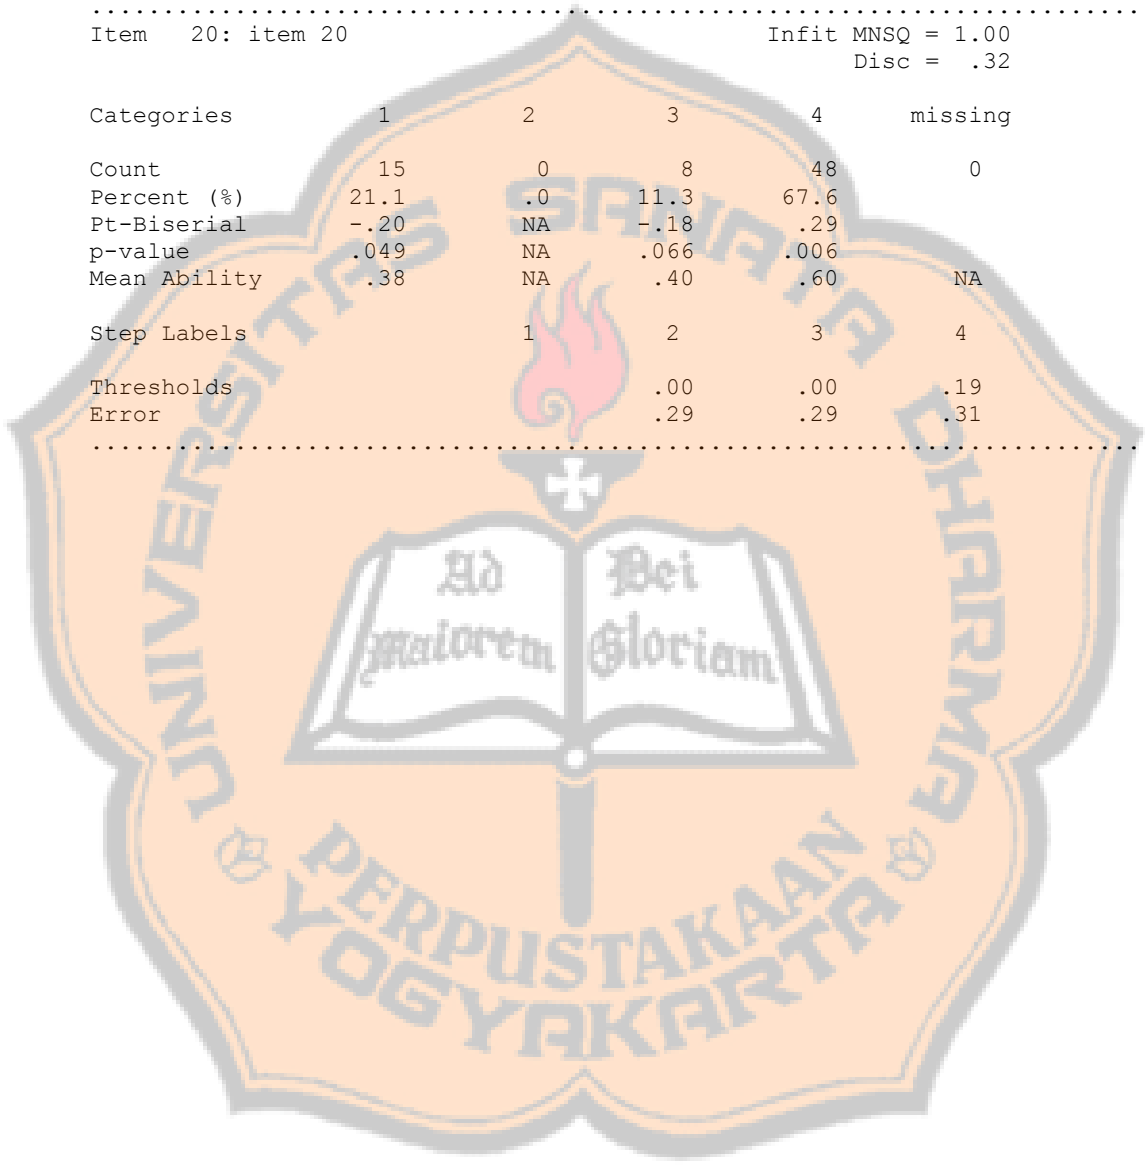 Item 20: item 20 Infit MNSQ = 1.00
Disc = .32
Categories 1 2 3 4 missing
Count 15 0 8 48 0
Percent (%) 21.1 .0 11.3 67.6
Pt-Biserial -.20 NA -.18 .29
p-value .049 NA .066 .006
Mean Ability .38 NA .40 .60 NA
Step Labels 1 2 3 4
Thresholds .00 .00 .19
Error .29 .29 .31
UNIVERSITAS SANATA DHARMA
Ad Dei
Maiorem Gloriam
PERPUSTAKAAN
YOGYAKARTA